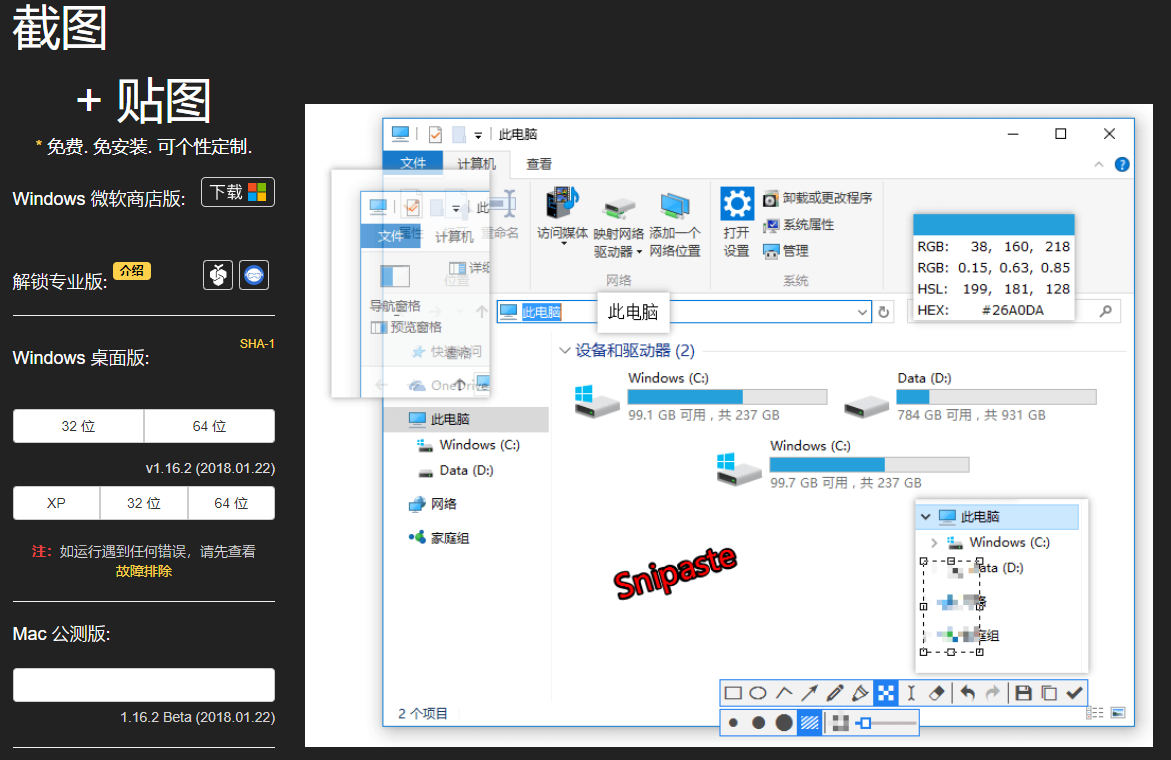 截图
+ 贴图
* 免费. 免安装. 可个性定制.
Windows 微软商店版:
下载
解锁专业版:
介绍
SHA-1
Windows 桌面版:
32 位
64 位
v1.16.2 (2018.01.22)
XP
32 位
64 位
注: 如运行遇到任何错误, 请先查看
故障排除
Mac 公测版:
1.16.2 Beta (2018.01.22)
此电脑
文件
计算机
查看
属性
重命名
访问媒体
映射网络
驱动器
添加一个
网络位置
网络
打开
设置
卸载或更改程序
系统属性
管理
系统
此
文件
计算机
详细
位置
导航窗格
预览窗格
快速访问
OneDrive
此电脑
此电脑
RGB: 38, 160, 218
RGB: 0.15, 0.63, 0.85
HSL: 199, 181, 128
HEX: #26A0DA
此电脑
Windows (C:)
Data (D:)
网络
家庭组
设备和驱动器 (2)
Windows (C:)
99.1 GB 可用,共 237 GB
Data (D:)
784 GB 可用,共 931 GB
Windows (C:)
99.7 GB 可用,共 237 GB
Snipaste
此电脑
Windows (C:)
ata (D:)
庭组
2 个项目